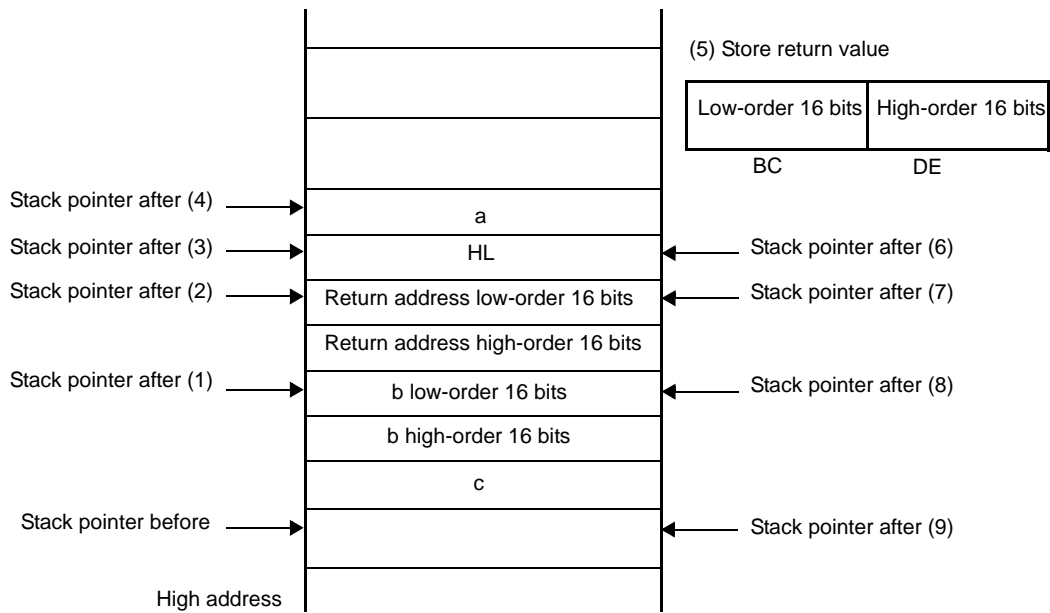 (5) Store return value
Low-order 16 bits
High-order 16 bits
BC
DE
Stack pointer after (4)
a
Stack pointer after (3)
HL
Stack pointer after (6)
Stack pointer after (2)
Return address low-order 16 bits
Stack pointer after (7)
Return address high-order 16 bits
Stack pointer after (1)
b low-order 16 bits
Stack pointer after (8)
b high-order 16 bits
c
Stack pointer before
Stack pointer after (9)
High address